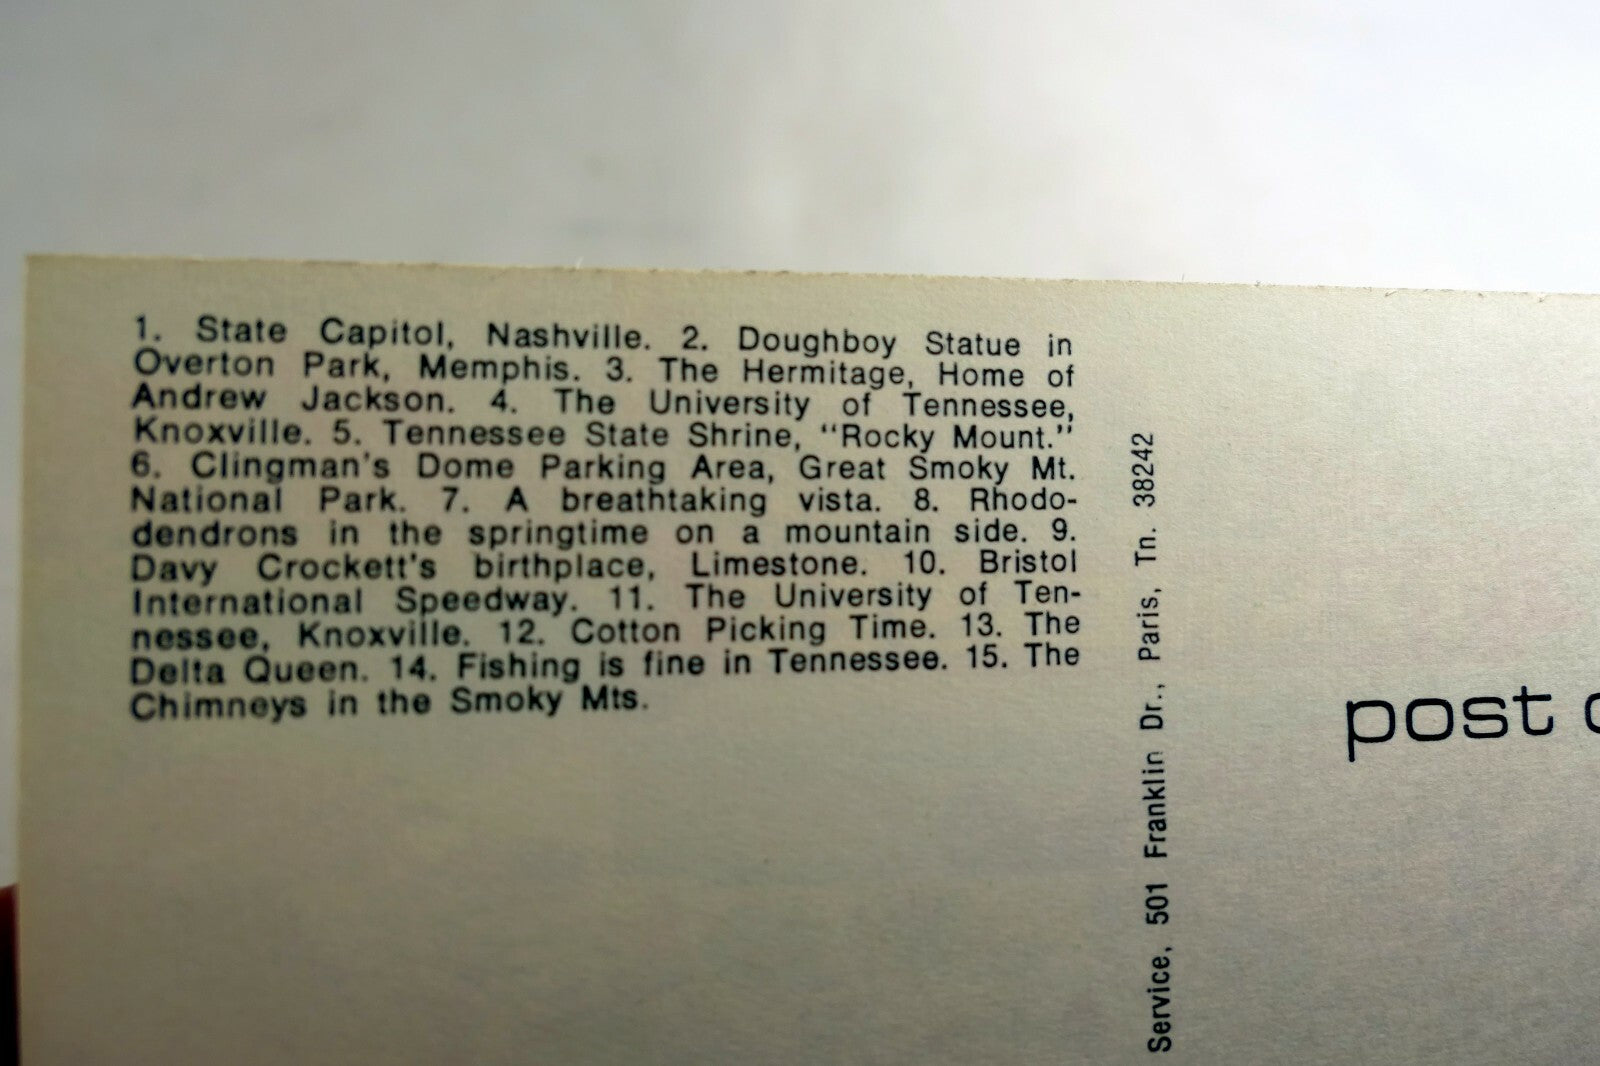 1. State Capitol, Nashville. 2. Doughboy Statue in
Overton Park, Memphis. 3. The Hermitage, Home of
Andrew Jackson. 4. The University of Tennessee,
Knoxville. 5. Tennessee State Shrine, “Rocky Mount.”
6. Clingman's Dome Parking Area, Great Smoky Mt.
National Park. 7. A breathtaking vista. 8. Rhodo-
dendrons in the springtime on a mountain side. 9.
Davy Crockett's birthplace, Limestone. 10. Bristol
International Speedway. 11. The University of Ten-
nessee, Knoxville. 12. Cotton Picking Time. 13. The
Delta Queen. 14. Fishing is fine in Tennessee. 15. The
Chimneys in the Smoky Mts.
Service, 501 Franklin Dr., Paris, Tn. 38242
post